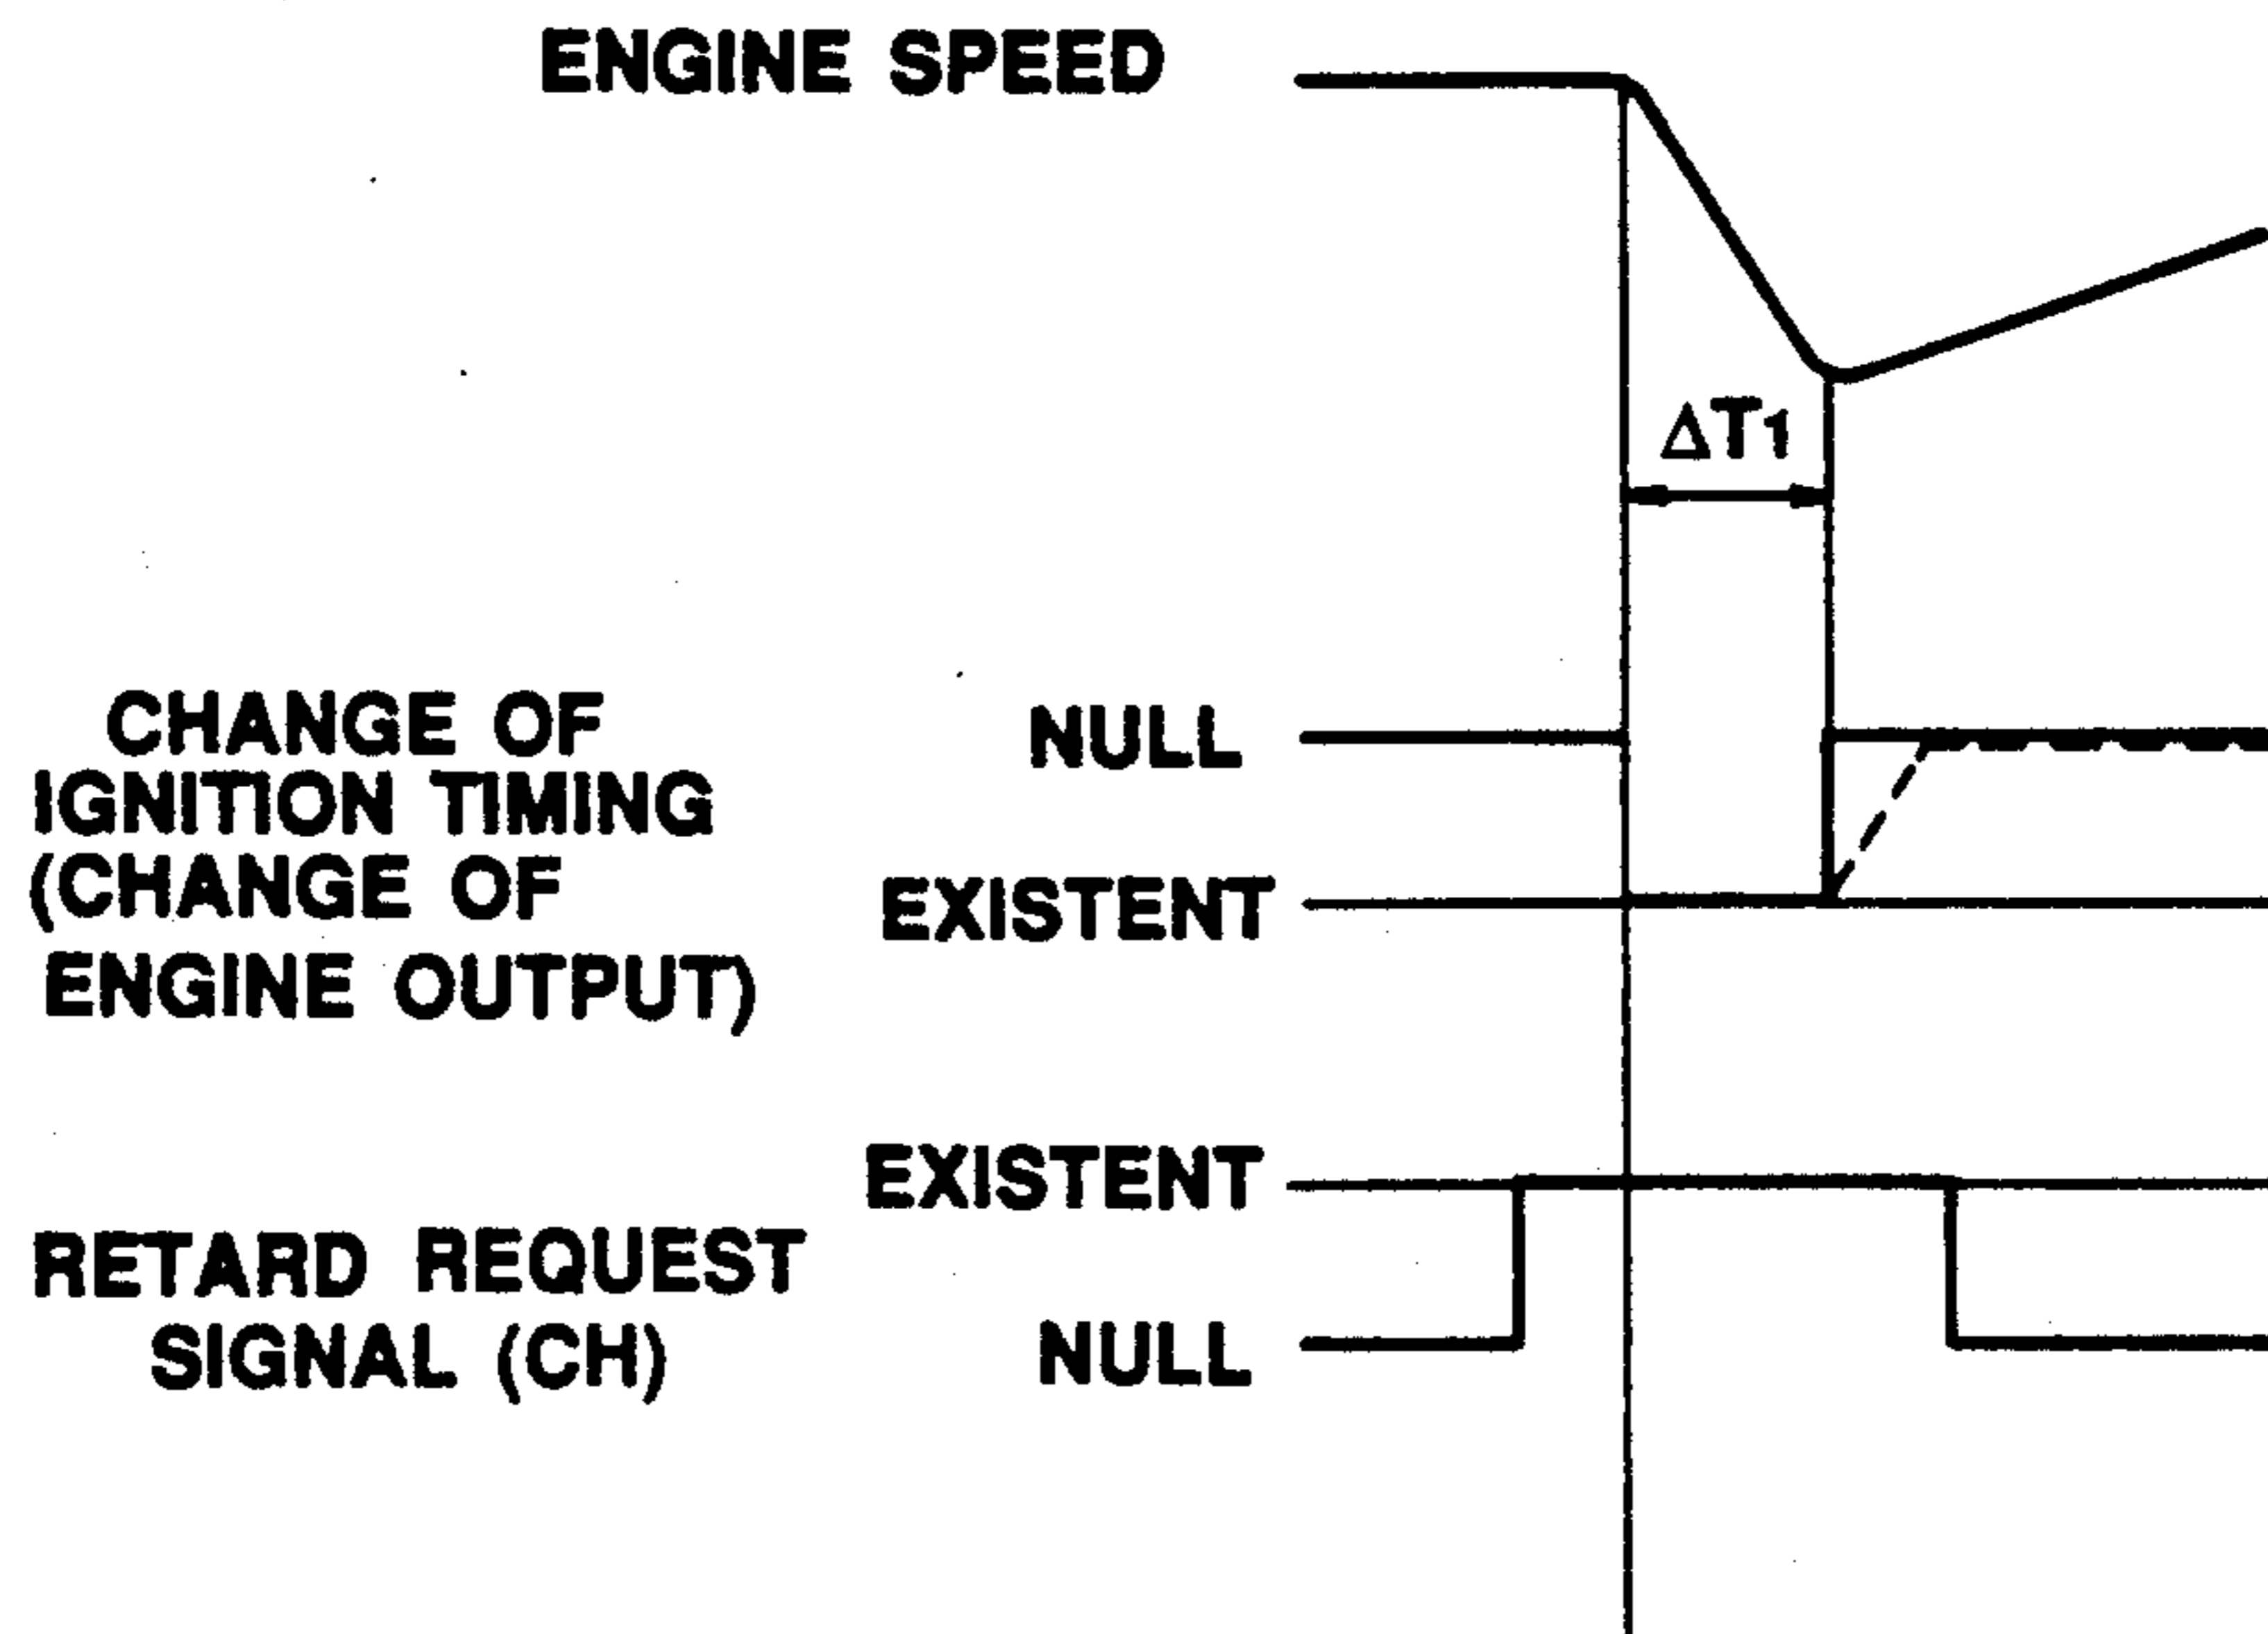 ENGINE SPEED
ΔT1
CHANGE OF
IGNITION TIMING
(CHANGE OF
ENGINE OUTPUT)
NULL
EXISTENT
EXISTENT
RETARD REQUEST
SIGNAL (CH)
NULL